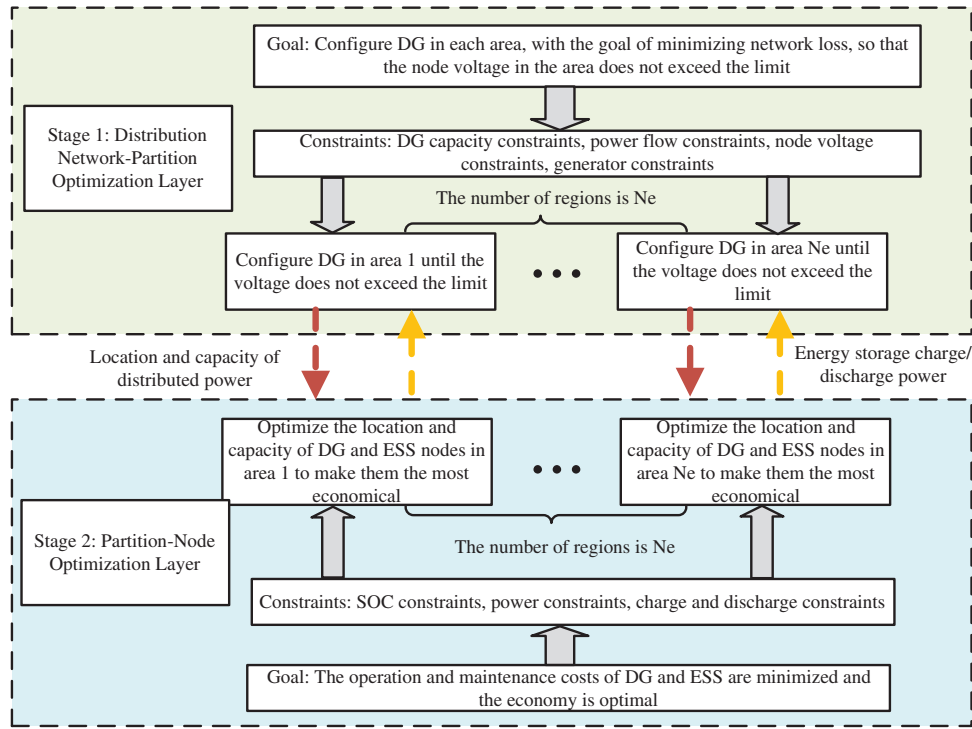 Goal: Configure DG in each area, with the goal of minimizing network loss, so that
the node voltage in the area does not exceed the limit
Stage 1: Distribution
Network-Partition
Optimization Layer
Constraints: DG capacity constraints, power flow constraints, node voltage
constraints, generator constraints
The number of regions is Ne
Configure DG in area 1 until the
voltage does not exceed the limit
Configure DG in area Ne until
the voltage does not exceed the
limit
Location and capacity of
distributed power
Energy storage charge/
discharge power
Optimize the location and
capacity of DG and ESS nodes in
area 1 to make them the most
economical
Optimize the location and
capacity of DG and ESS nodes in
area Ne to make them the most
economical
Stage 2: Partition-Node
Optimization Layer
The number of regions is Ne
Constraints: SOC constraints, power constraints, charge and discharge constraints
Goal: The operation and maintenance costs of DG and ESS are minimized and
the economy is optimal